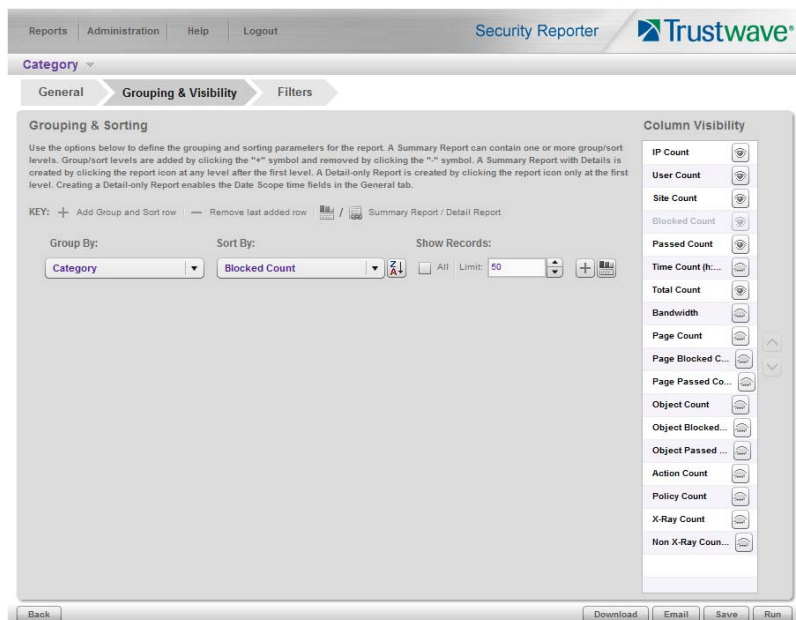 Reports Administration Help Logout
Security Reporter
Trustwave®
Category
General Grouping & Visibility Filters
Grouping & Sorting
Use the options below to define the grouping and sorting parameters for the report. A Summary Report can contain one or more group/sort
levels. Group/sort levels are added by clicking the "+" symbol and removed by clicking the "-" symbol. A Summary Report with Details is
created by clicking the report icon at any level after the first level. A Detail-only Report is created by clicking the report icon only at the first
level. Creating a Detail-only Report enables the Date Scope time fields in the General tab.
KEY: + Add Group and Sort row — Remove last added row / Summary Report / Detail Report
Group By: Sort By: Show Records:
Category Blocked Count Z A All Limit: 50 +
Column Visibility
IP Count
User Count
Site Count
Blocked Count
Passed Count
Time Count (h:...
Total Count
Bandwidth
Page Count
Page Blocked C...
Page Passed Co...
Object Count
Object Blocked...
Object Passed ...
Action Count
Policy Count
X-Ray Count
Non X-Ray Coun...
Back Download Email Save Run